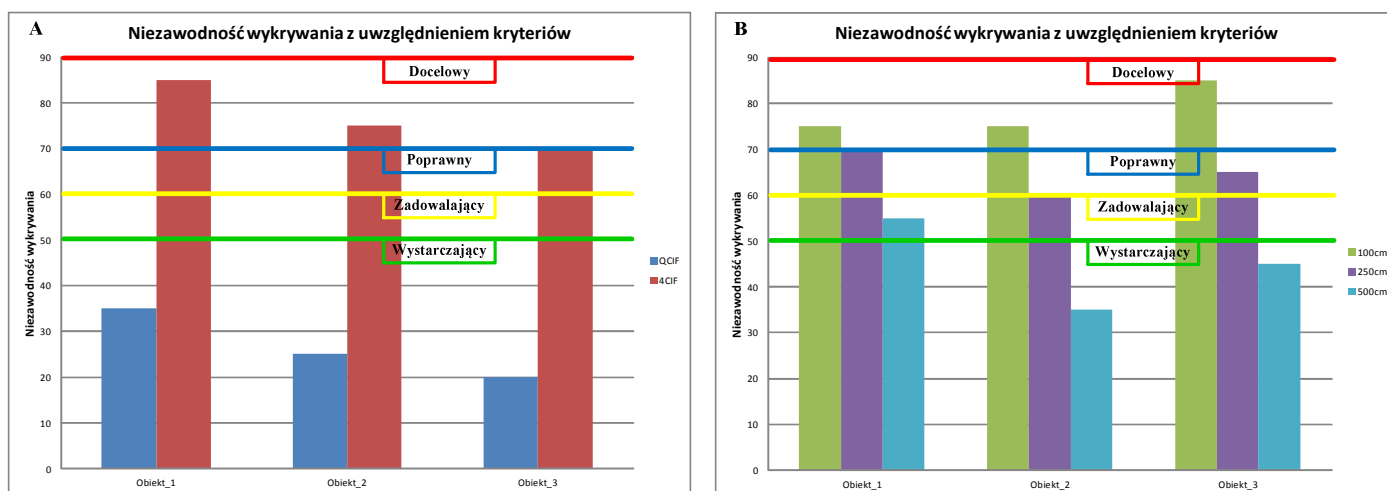 A
Niezawodność wykrywania z uwzględnieniem kryteriów
Niezawodność wykrywania
90
80
70
60
50
40
30
20
10
0
Docelowy
Poprawny
Zadowalający
Wystarczający
Obiekt_1
Obiekt_2
Obiekt_3
QCIF
4CIF
B
Niezawodność wykrywania z uwzględnieniem kryteriów
Niezawodność wykrywania
90
80
70
60
50
40
30
20
10
0
Docelowy
Poprawny
Zadowalający
Wystarczający
Obiekt_1
Obiekt_2
Obiekt_3
100cm
250cm
500cm